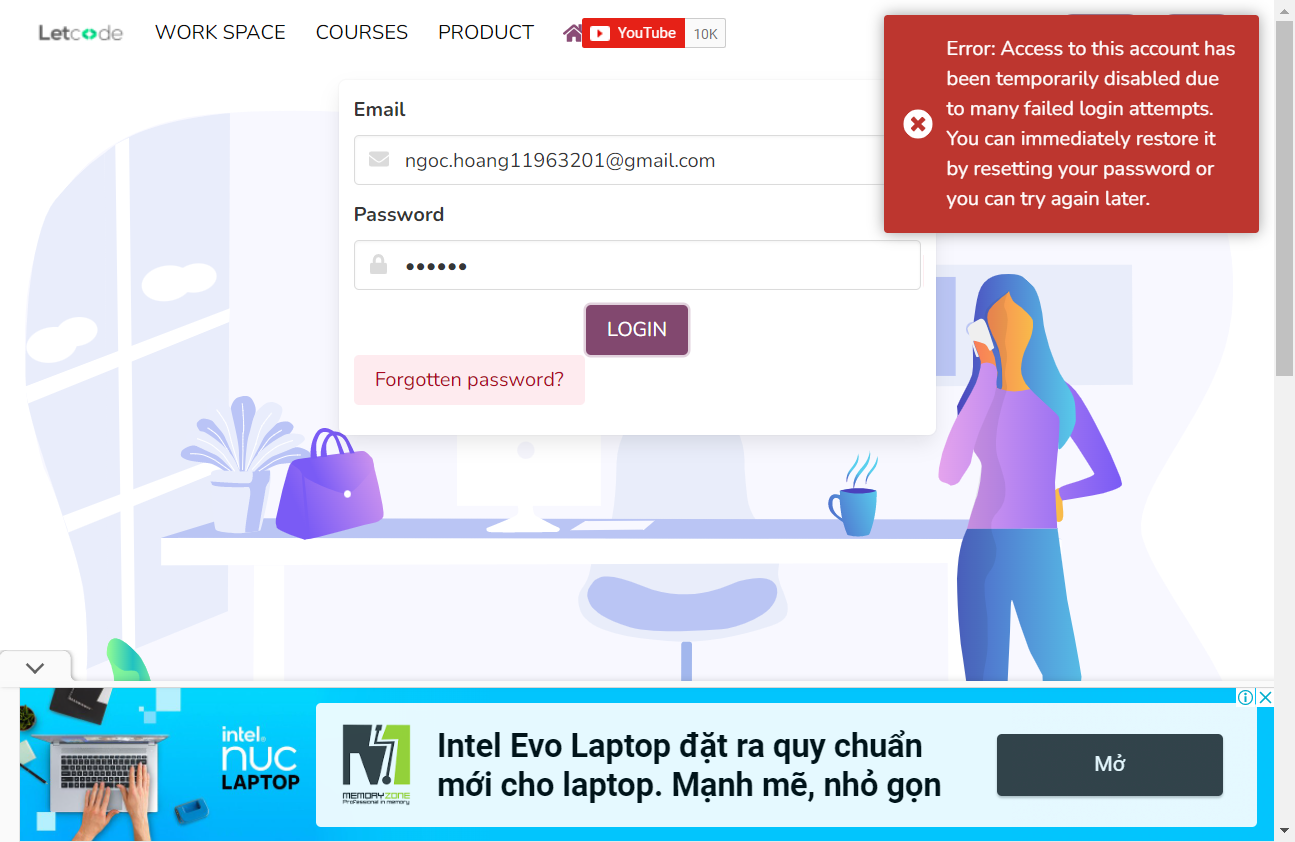 Letcode
WORK SPACE
COURSES
PRODUCT
YouTube
10K
Error: Access to this account has
been temporarily disabled due
to many failed login attempts.
You can immediately restore it
by resetting your password or
you can try again later.
Email
ngoc.hoang11963201@gmail.com
Password
••••••
LOGIN
Forgotten password?
intel.
nuc
LAPTOP
MEMORYZONE
Professional in memory
Intel Evo Laptop đặt ra quy chuẩn
mới cho laptop. Mạnh mẽ, nhỏ gọn
Mở